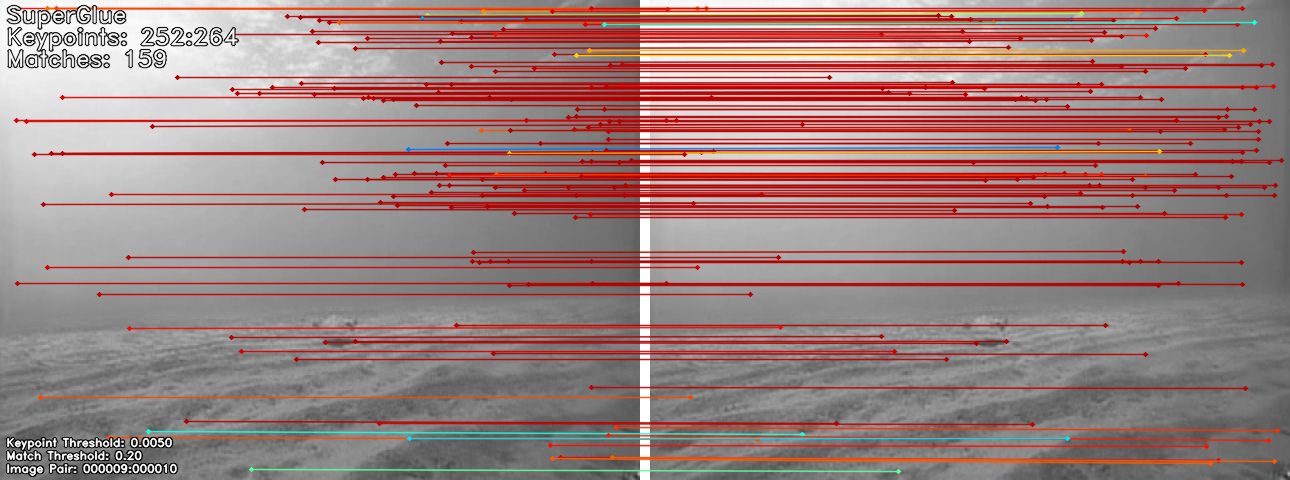 SuperGlue
Keypoints: 252:264
Matches: 159
Keypoint Threshold: 0.0050
Match Threshold: 0.20
Image Pair: 000009:000010